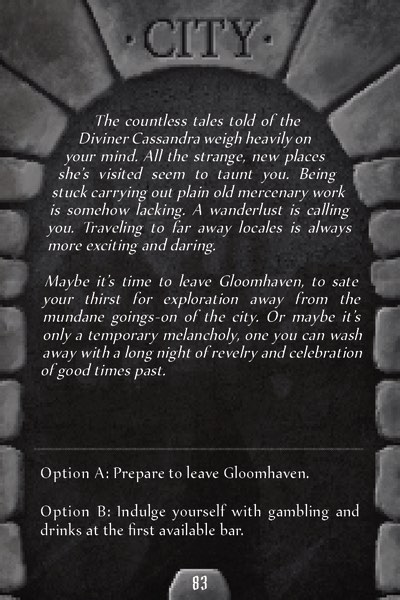 · CITY ·
The countless tales told of the
Diviner Cassandra weigh heavily on
your mind. All the strange, new places
she's visited seem to taunt you. Being
stuck carrying out plain old mercenary work
is somehow lacking. A wanderlust is calling
you. Traveling to far away locales is always
more exciting and daring.
Maybe it's time to leave Gloomhaven, to sate
your thirst for exploration away from the
mundane goings-on of the city. Or maybe it's
only a temporary melancholy, one you can wash
away with a long night of revelry and celebration
of good times past.
Option A: Prepare to leave Gloomhaven.
Option B: Indulge yourself with gambling and
drinks at the first available bar.
83